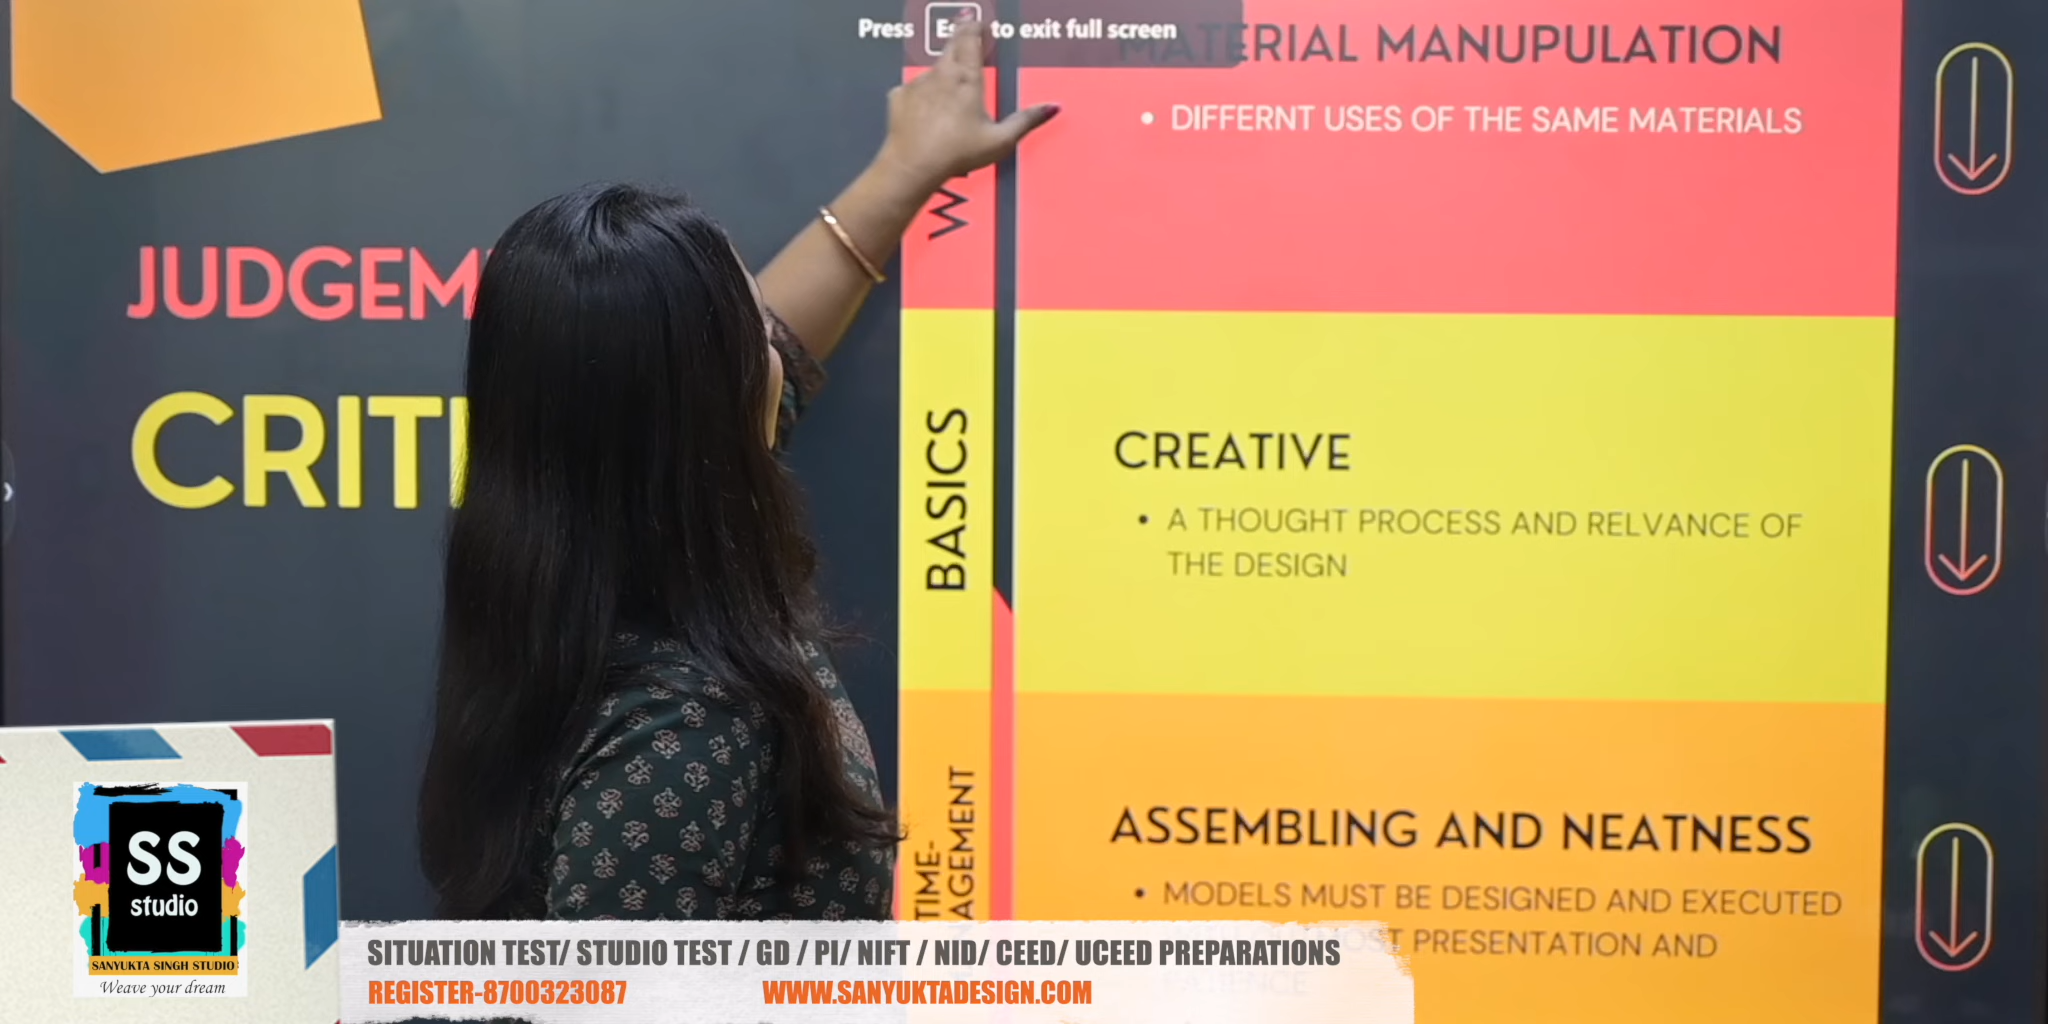 Press Esc to exit full screen
MATERIAL MANUPULATION
• DIFFERNT USES OF THE SAME MATERIALS
JUDGEM
CRIT
W
BASICS
CREATIVE
• A THOUGHT PROCESS AND RELVANCE OF
THE DESIGN
TIME-
NAGEMENT
ASSEMBLING AND NEATNESS
• MODELS MUST BE DESIGNED AND EXECUTED
PRESENTATION AND
SS
studio
SANYUKTA SINGH STUDIO
Weave your dream
SITUATION TEST/ STUDIO TEST / GD / PI/ NIFT / NID/ CEED/ UCEED PREPARATIONS
REGISTER-8700323087
WWW.SANYUKTADESIGN.COM